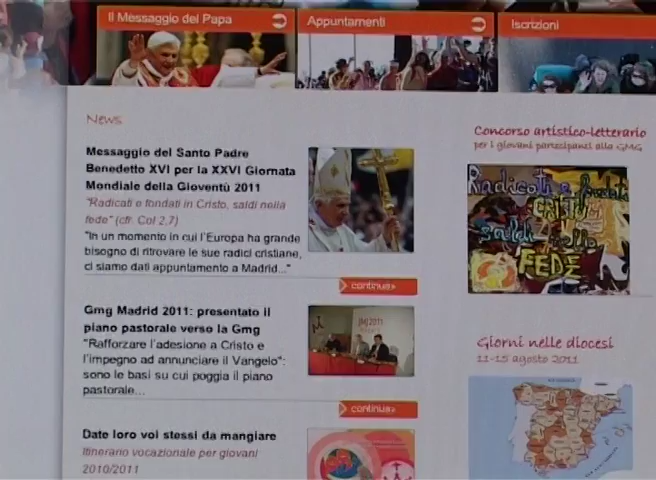 Il Messaggio del Papa
Appuntamenti
Iscrizioni
News
Messaggio del Santo Padre
Benedetto XVI per la XXVI Giornata
Mondiale della Gioventù 2011
"Radicati e fondati in Cristo, saldi nella
fede" (cfr. Col 2,7)
"In un momento in cui l'Europa ha grande
bisogno di ritrovare le sue radici cristiane,
ci siamo dati appuntamento a Madrid..."
continua»
Gmg Madrid 2011: presentato il
piano pastorale verso la Gmg
"Rafforzare l'adesione a Cristo e
l'impegno ad annunciare il Vangelo":
sono le basi su cui poggia il piano
pastorale...
JMJ2011
continua»
Date loro voi stessi da mangiare
Itinerario vocazionale per giovani
2010/2011
Concorso artistico-letterario
per i giovani partecipanti alla GMG
Radicati e fondati
CRISTO
saldi nella
FEDE
Giorni nelle diocesi
11-15 agosto 2011